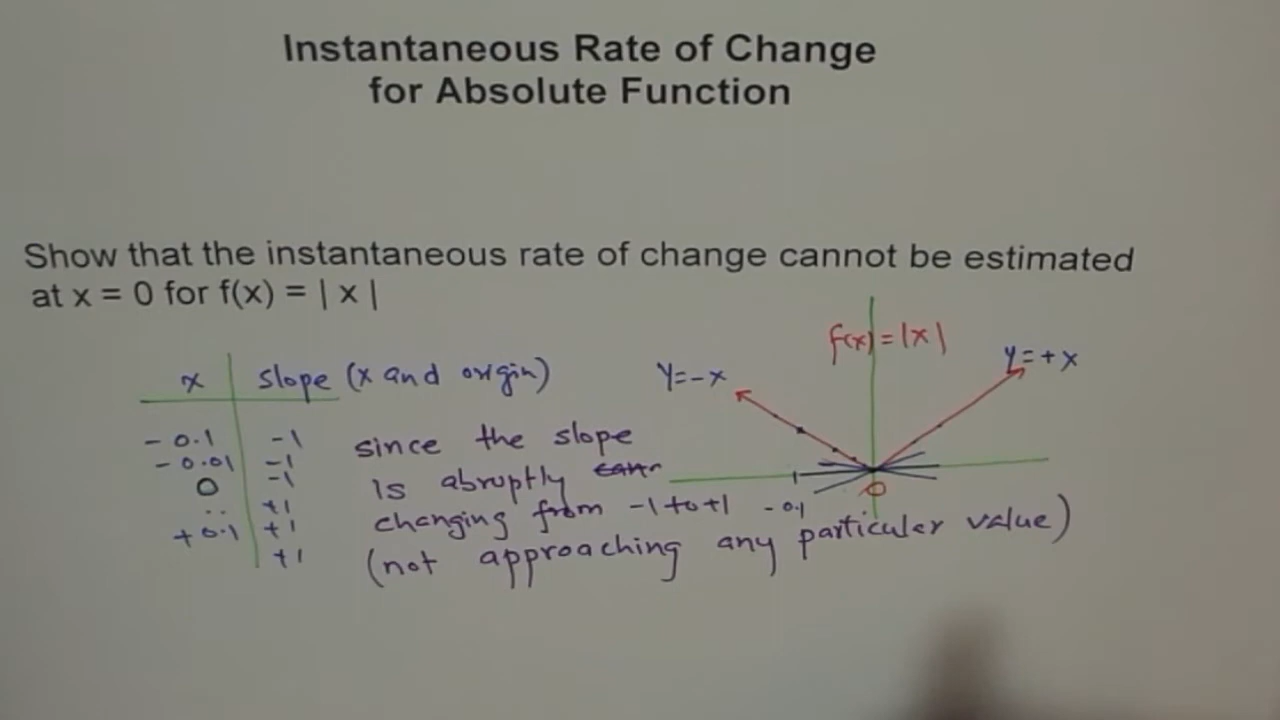 Instantaneous Rate of Change
for Absolute Function
Show that the instantaneous rate of change cannot be estimated
at x = 0 for f(x) = | x |
f(x) = |x|
y = -x
y = +x
x slope (x and origin)
-0.1 -1
-0.01 -1
0 -1
.. +1
+0.1 +1
+1
since the slope
is abruptly
changing from -1 to +1
(not approaching any particuler value)
-0.1
0